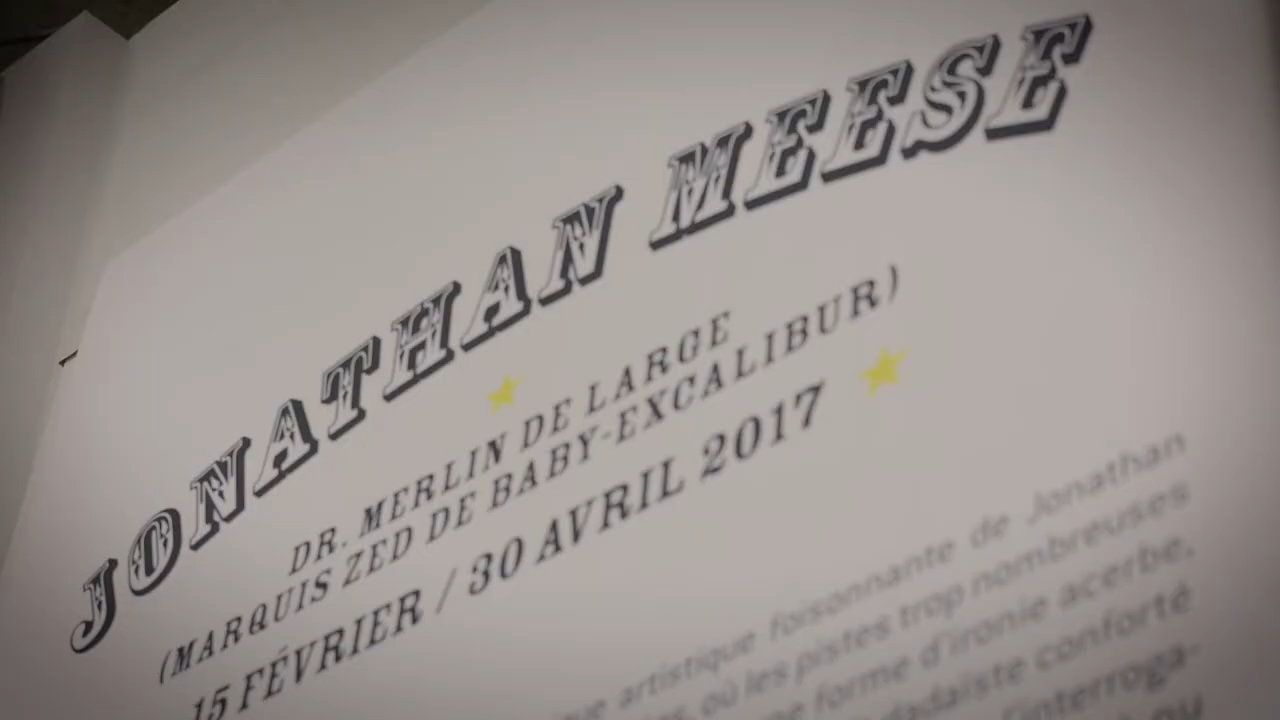 JONATHAN MEESE
DR. MERLIN DE LARGE
(MARQUIS ZED DE BABY-EXCALIBUR)
15 FÉVRIER / 30 AVRIL 2017
artistique foisonnante de Jonathan
où les pistes trop nombreuses
forme d'ironie acerbe,
dadaïste conforté
l'interroga-